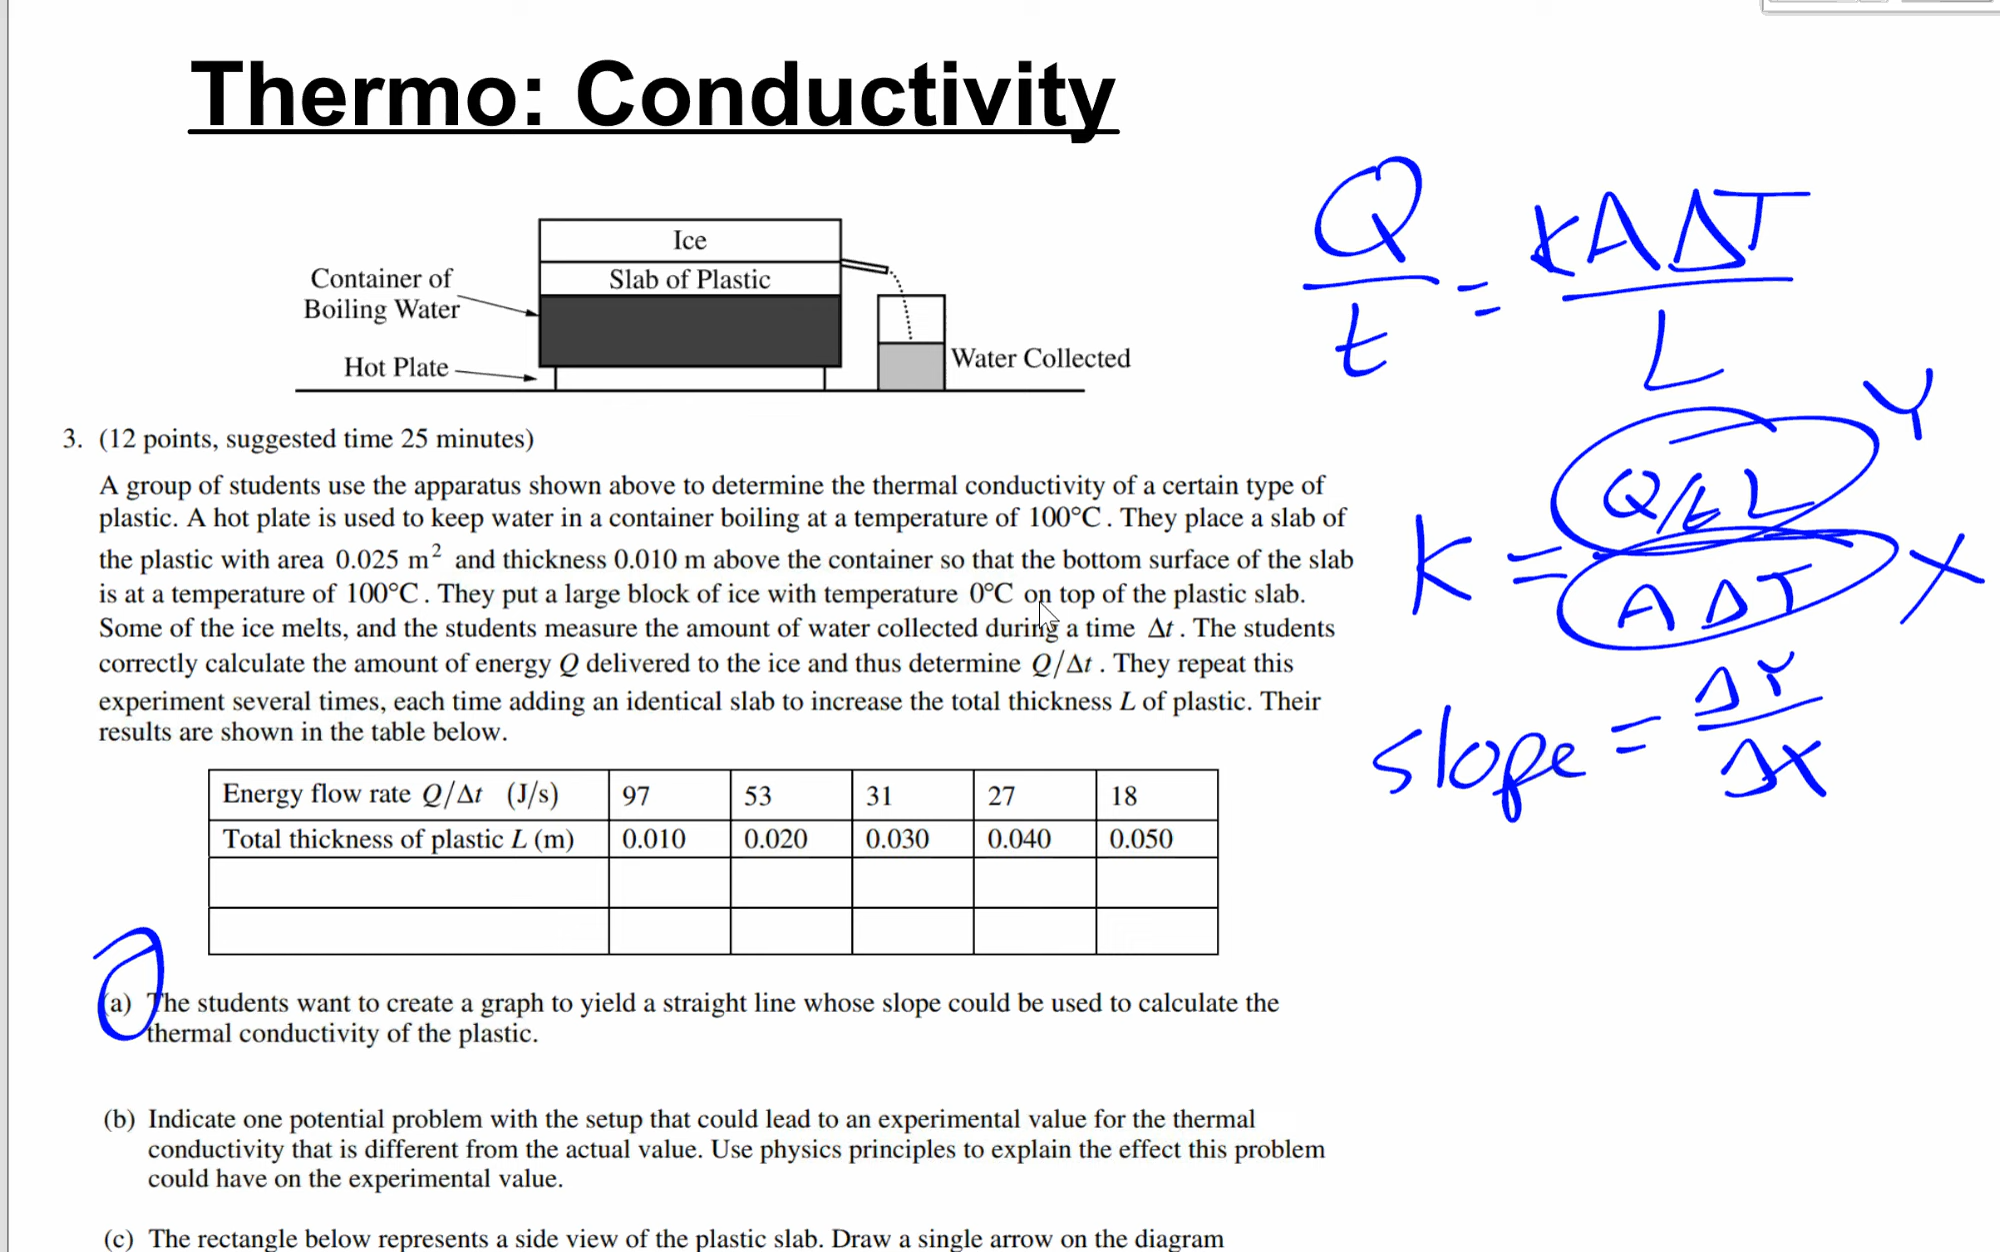 Thermo: Conductivity
Ice
Slab of Plastic
Container of
Boiling Water
Hot Plate
Water Collected
Q/t = kAΔT/L
k = (Q/t L)/(AΔT)
Y
X
slope = ΔY/ΔX
3. (12 points, suggested time 25 minutes)
A group of students use the apparatus shown above to determine the thermal conductivity of a certain type of
plastic. A hot plate is used to keep water in a container boiling at a temperature of 100°C. They place a slab of
the plastic with area 0.025 m² and thickness 0.010 m above the container so that the bottom surface of the slab
is at a temperature of 100°C. They put a large block of ice with temperature 0°C on top of the plastic slab.
Some of the ice melts, and the students measure the amount of water collected during a time Δt. The students
correctly calculate the amount of energy Q delivered to the ice and thus determine Q/Δt. They repeat this
experiment several times, each time adding an identical slab to increase the total thickness L of plastic. Their
results are shown in the table below.
Energy flow rate Q/Δt (J/s) 97 53 31 27 18
Total thickness of plastic L (m) 0.010 0.020 0.030 0.040 0.050
(a) The students want to create a graph to yield a straight line whose slope could be used to calculate the
thermal conductivity of the plastic.
(b) Indicate one potential problem with the setup that could lead to an experimental value for the thermal
conductivity that is different from the actual value. Use physics principles to explain the effect this problem
could have on the experimental value.
(c) The rectangle below represents a side view of the plastic slab. Draw a single arrow on the diagram